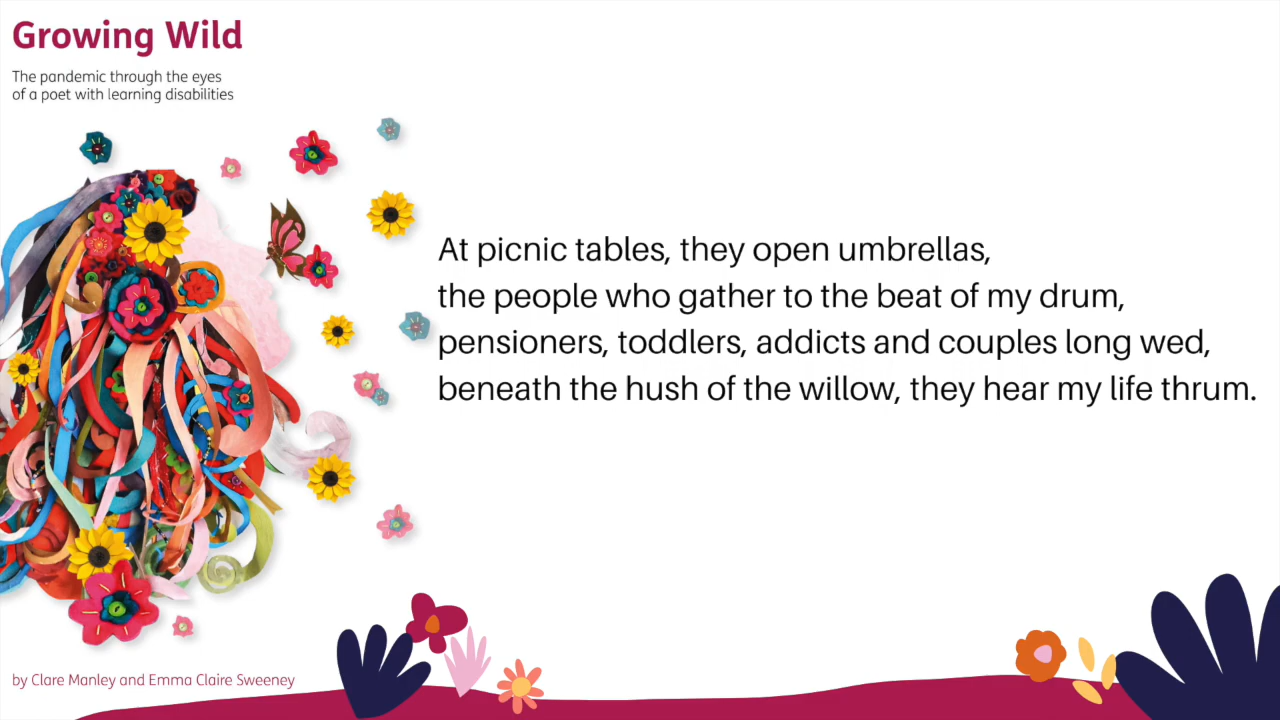 Growing Wild
The pandemic through the eyes
of a poet with learning disabilities
At picnic tables, they open umbrellas,
the people who gather to the beat of my drum,
pensioners, toddlers, addicts and couples long wed,
beneath the hush of the willow, they hear my life thrum.
by Clare Manley and Emma Claire Sweeney